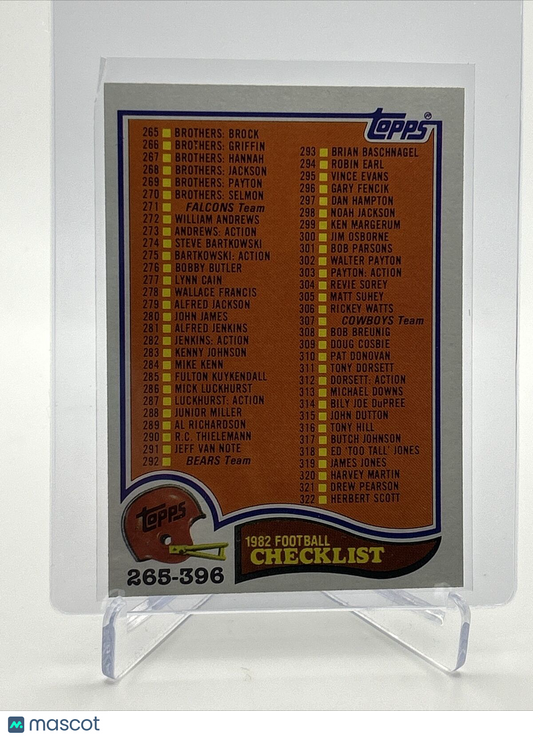 TOPPS®
265 BROTHERS: BROCK
266 BROTHERS: GRIFFIN
267 BROTHERS: HANNAH
268 BROTHERS: JACKSON
269 BROTHERS: PAYTON
270 BROTHERS: SELMON
271 FALCONS Team
272 WILLIAM ANDREWS
273 ANDREWS: ACTION
274 STEVE BARTKOWSKI
275 BARTKOWSKI: ACTION
276 BOBBY BUTLER
277 LYNN CAIN
278 WALLACE FRANCIS
279 ALFRED JACKSON
280 JOHN JAMES
281 ALFRED JENKINS
282 JENKINS: ACTION
283 KENNY JOHNSON
284 MIKE KENN
285 FULTON KUYKENDALL
286 MICK LUCKHURST
287 LUCKHURST: ACTION
288 JUNIOR MILLER
289 AL RICHARDSON
290 R.C. THIELEMANN
291 JEFF VAN NOTE
292 BEARS Team
293 BRIAN BASCHNAGEL
294 ROBIN EARL
295 VINCE EVANS
296 GARY FENCIK
297 DAN HAMPTON
298 NOAH JACKSON
299 KEN MARGERUM
300 JIM OSBORNE
301 BOB PARSONS
302 WALTER PAYTON
303 PAYTON: ACTION
304 REVIE SOREY
305 MATT SUHEY
306 RICKEY WATTS
307 COWBOYS Team
308 BOB BREUNIG
309 DOUG COSBIE
310 PAT DONOVAN
311 TONY DORSETT
312 DORSETT: ACTION
313 MICHAEL DOWNS
314 BILLY JOE DuPREE
315 JOHN DUTTON
316 TONY HILL
317 BUTCH JOHNSON
318 ED 'TOO TALL' JONES
319 JAMES JONES
320 HARVEY MARTIN
321 DREW PEARSON
322 HERBERT SCOTT
TOPPS
1982 FOOTBALL
CHECKLIST
265-396
mascot